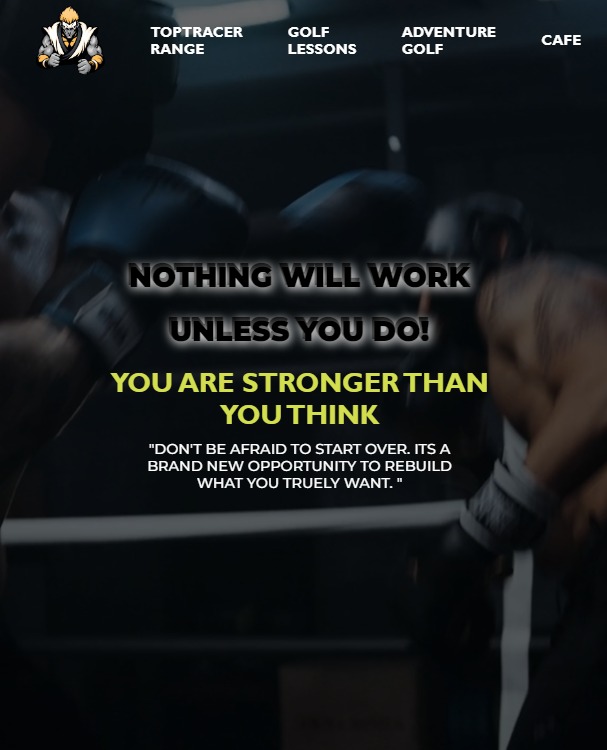 TOPTRACER RANGE
GOLF LESSONS
ADVENTURE GOLF
CAFE
NOTHING WILL WORK
UNLESS YOU DO!
YOU ARE STRONGER THAN
YOU THINK
"DON'T BE AFRAID TO START OVER. ITS A
BRAND NEW OPPORTUNITY TO REBUILD
WHAT YOU TRUELY WANT. "